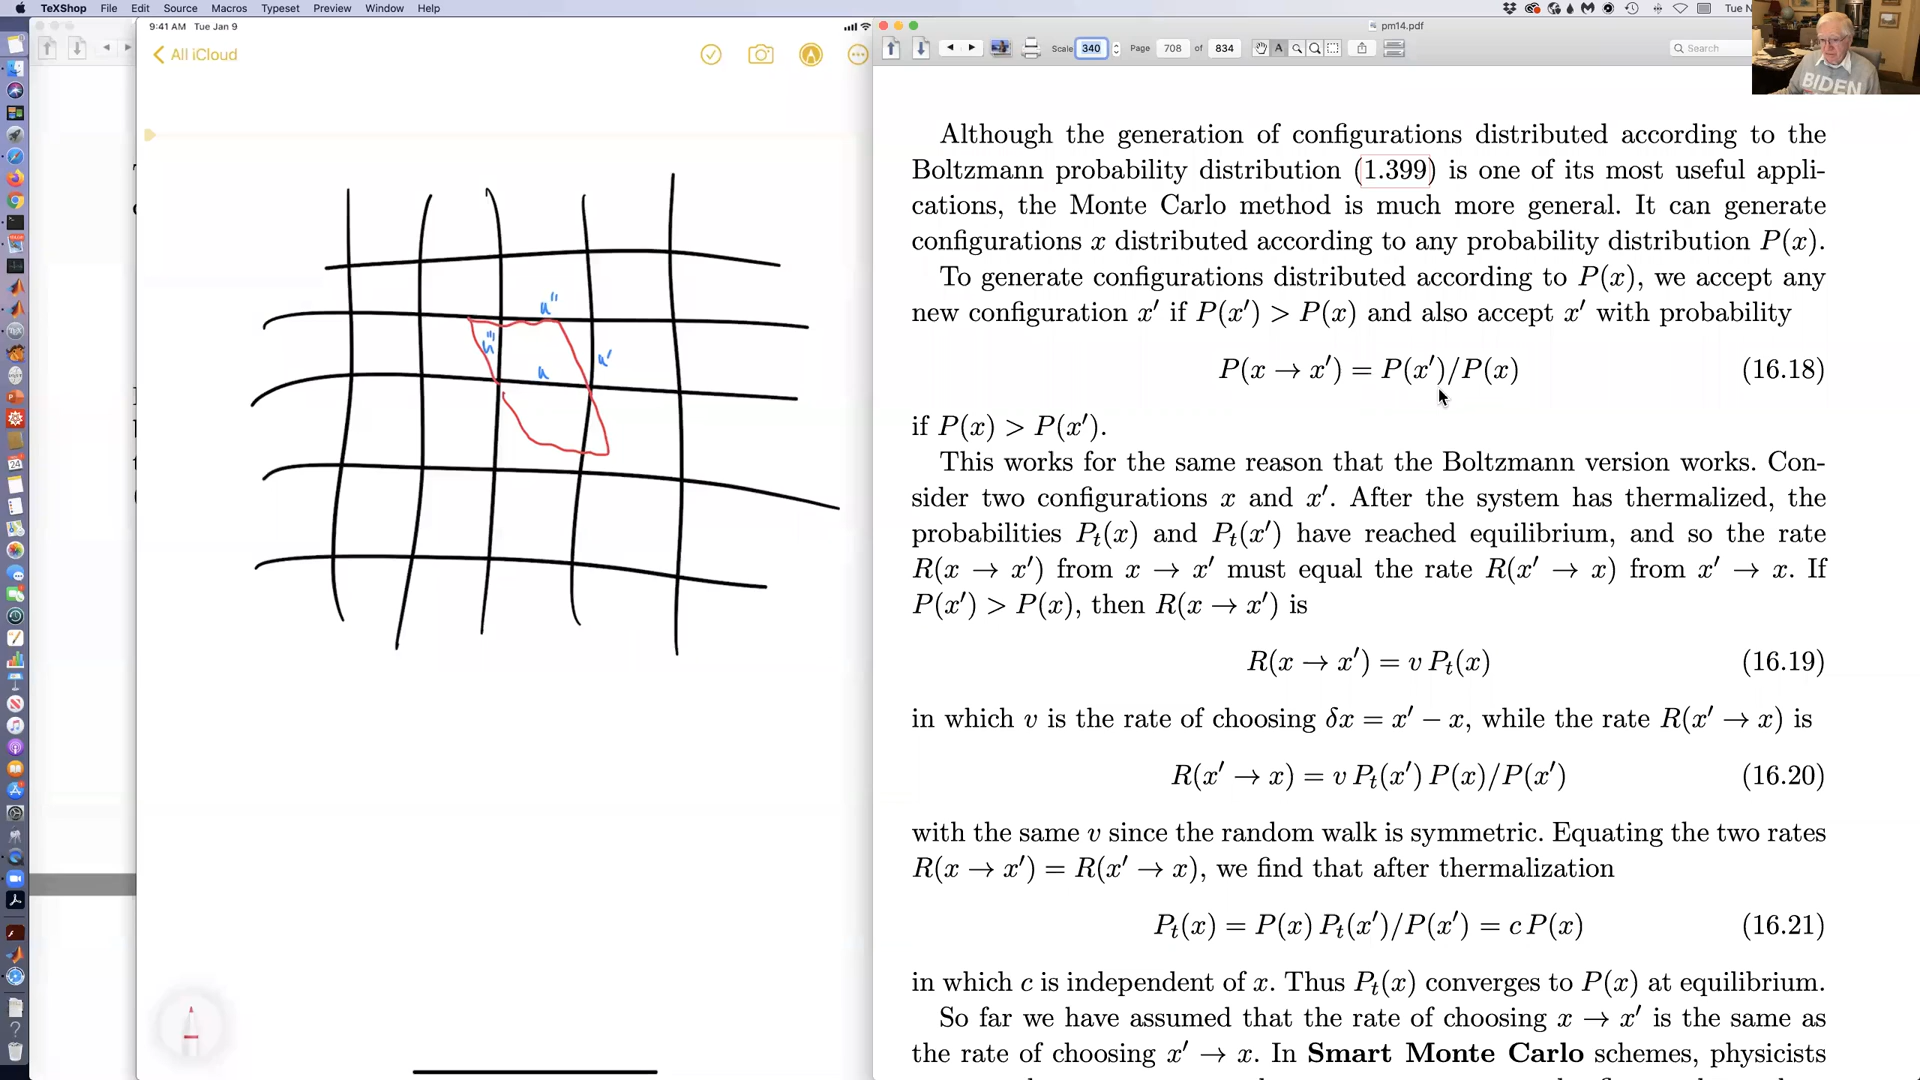 TeXShop File Edit Source Macros Typeset Preview Window Help
Tue N
9:41 AM Tue Jan 9
All iCloud
a"
u"'
a'
a
pm14.pdf
Scale 340 Page 708 of 834
Search
BIDEN
Although the generation of configurations distributed according to the
Boltzmann probability distribution (1.399) is one of its most useful appli-
cations, the Monte Carlo method is much more general. It can generate
configurations x distributed according to any probability distribution P(x).
To generate configurations distributed according to P(x), we accept any
new configuration x′ if P(x′) > P(x) and also accept x′ with probability
P(x → x′) = P(x′)/P(x) (16.18)
if P(x) > P(x′).
This works for the same reason that the Boltzmann version works. Con-
sider two configurations x and x′. After the system has thermalized, the
probabilities Pt(x) and Pt(x′) have reached equilibrium, and so the rate
R(x → x′) from x → x′ must equal the rate R(x′ → x) from x′ → x. If
P(x′) > P(x), then R(x → x′) is
R(x → x′) = v Pt(x) (16.19)
in which v is the rate of choosing δx = x′ − x, while the rate R(x′ → x) is
R(x′ → x) = v Pt(x′) P(x)/P(x′) (16.20)
with the same v since the random walk is symmetric. Equating the two rates
R(x → x′) = R(x′ → x), we find that after thermalization
Pt(x) = P(x) Pt(x′)/P(x′) = c P(x) (16.21)
in which c is independent of x. Thus Pt(x) converges to P(x) at equilibrium.
So far we have assumed that the rate of choosing x → x′ is the same as
the rate of choosing x′ → x. In Smart Monte Carlo schemes, physicists